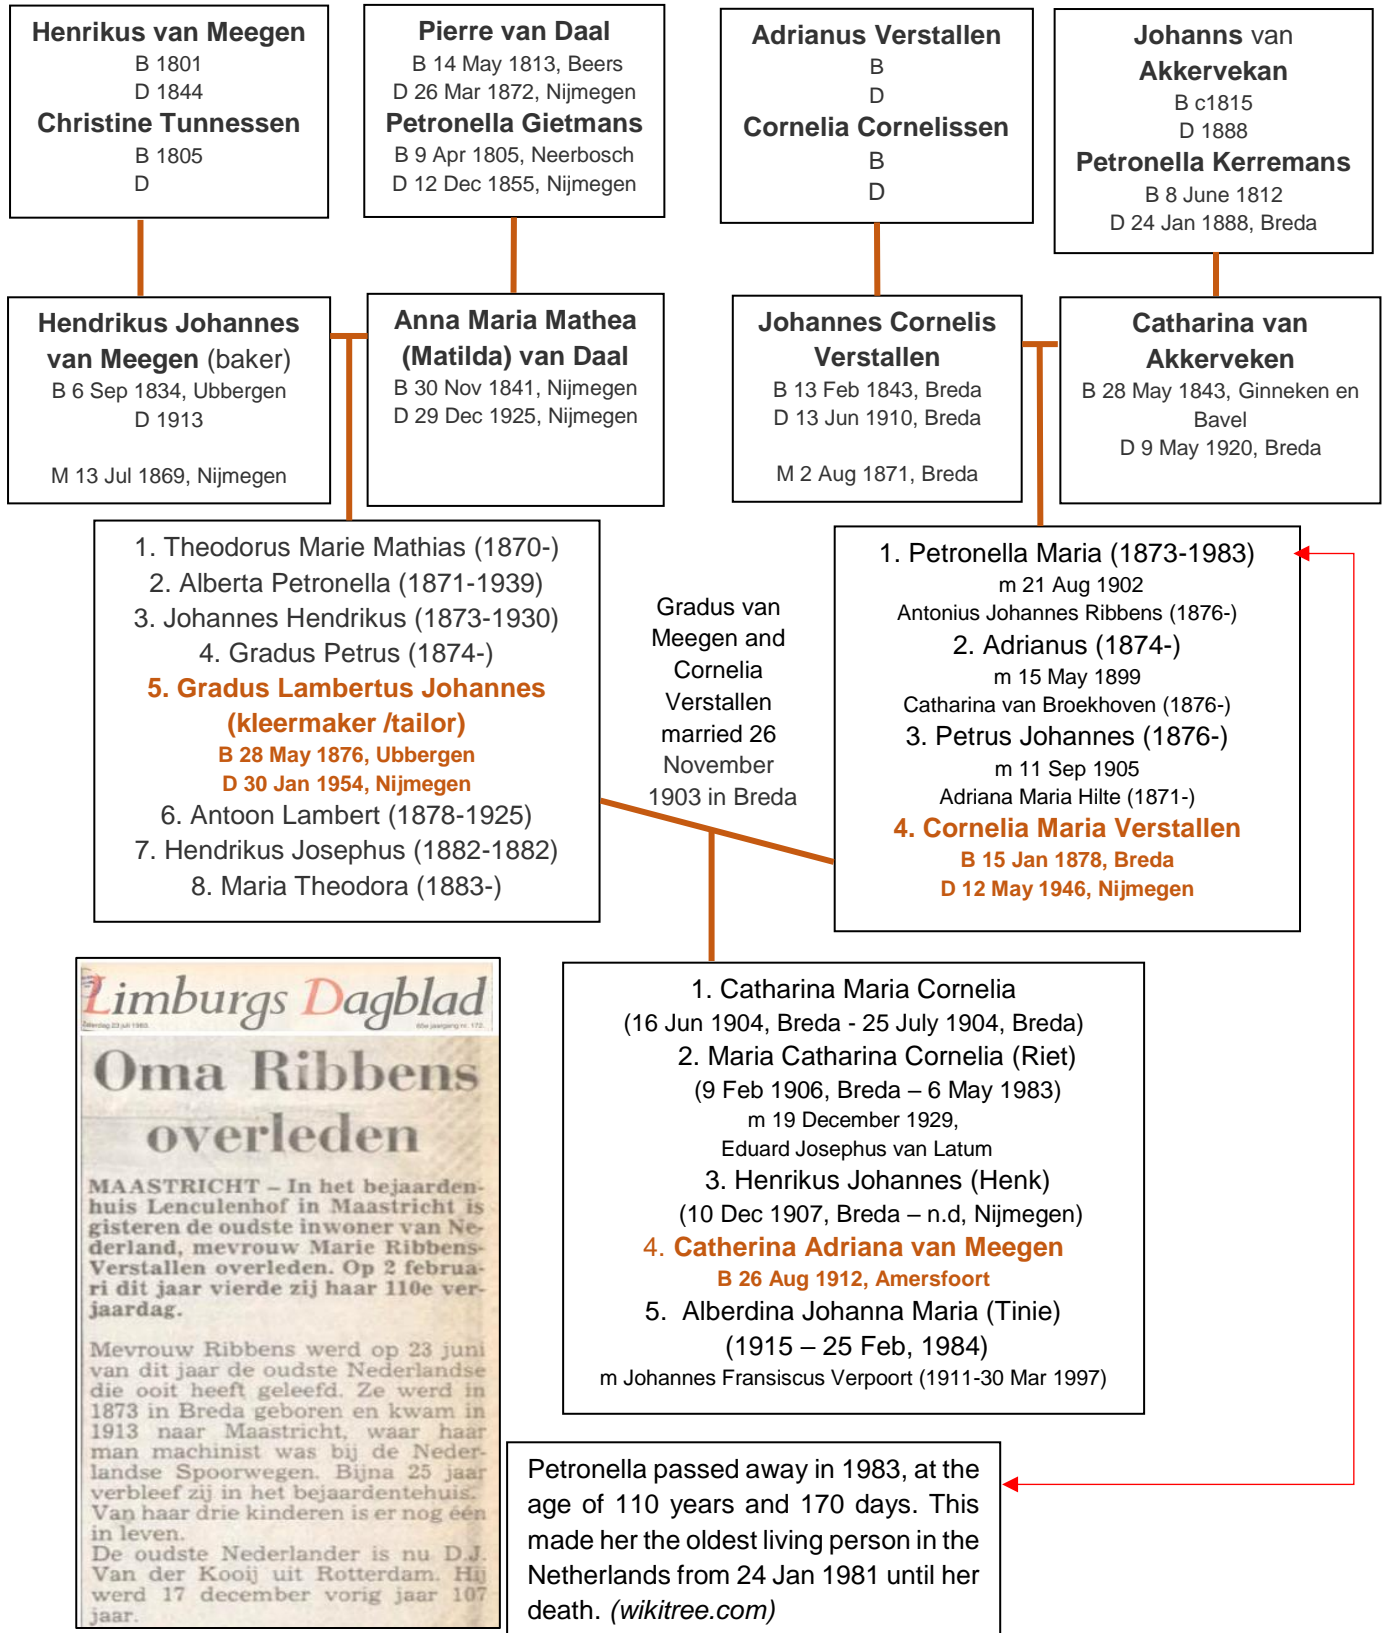 Henrikus van Meegen
B 1801
D 1844
Christine Tunnessen
B 1805
D
Pierre van Daal
B 14 May 1813, Beers
D 26 Mar 1872, Nijmegen
Petronella Gietmans
B 9 Apr 1805, Neerbosch
D 12 Dec 1855, Nijmegen
Adrianus Verstallen
B
D
Cornelia Cornelissen
B
D
Johanns van
Akkervekan
B c1815
D 1888
Petronella Kerremans
B 8 June 1812
D 24 Jan 1888, Breda
Hendrikus Johannes
van Meegen (baker)
B 6 Sep 1834, Ubbergen
D 1913
M 13 Jul 1869, Nijmegen
Anna Maria Mathea
(Matilda) van Daal
B 30 Nov 1841, Nijmegen
D 29 Dec 1925, Nijmegen
Johannes Cornelis
Verstallen
B 13 Feb 1843, Breda
D 13 Jun 1910, Breda
M 2 Aug 1871, Breda
Catharina van
Akkerveken
B 28 May 1843, Ginneken en
Bavel
D 9 May 1920, Breda
1. Theodorus Marie Mathias (1870-)
2. Alberta Petronella (1871-1939)
3. Johannes Hendrikus (1873-1930)
4. Gradus Petrus (1874-)
5. Gradus Lambertus Johannes
(kleermaker /tailor)
B 28 May 1876, Ubbergen
D 30 Jan 1954, Nijmegen
6. Antoon Lambert (1878-1925)
7. Hendrikus Josephus (1882-1882)
8. Maria Theodora (1883-)
Gradus van
Meegen and
Cornelia
Verstallen
married 26
November
1903 in Breda
1. Petronella Maria (1873-1983)
m 21 Aug 1902
Antonius Johannes Ribbens (1876-)
2. Adrianus (1874-)
m 15 May 1899
Catharina van Broekhoven (1876-)
3. Petrus Johannes (1876-)
m 11 Sep 1905
Adriana Maria Hilte (1871-)
4. Cornelia Maria Verstallen
B 15 Jan 1878, Breda
D 12 May 1946, Nijmegen
Limburgs Dagblad
Zaterdag 23 juli 1983. 65e jaargang nr. 172.
Oma Ribbens
overleden
MAASTRICHT – In het bejaarden-
huis Lenculenhof in Maastricht is
gisteren de oudste inwoner van Ne-
derland, mevrouw Marie Ribbens-
Verstallen overleden. Op 2 februa-
ri dit jaar vierde zij haar 110e ver-
jaardag.
Mevrouw Ribbens werd op 23 juni
van dit jaar de oudste Nederlandse
die ooit heeft geleefd. Ze werd in
1873 in Breda geboren en kwam in
1913 naar Maastricht, waar haar
man machinist was bij de Neder-
landse Spoorwegen. Bijna 25 jaar
verbleef zij in het bejaardentehuis.
Van haar drie kinderen is er nog één
in leven.
De oudste Nederlander is nu D.J.
Van der Kooij uit Rotterdam. Hij
werd 17 december vorig jaar 107
jaar.
1. Catharina Maria Cornelia
(16 Jun 1904, Breda - 25 July 1904, Breda)
2. Maria Catharina Cornelia (Riet)
(9 Feb 1906, Breda – 6 May 1983)
m 19 December 1929,
Eduard Josephus van Latum
3. Henrikus Johannes (Henk)
(10 Dec 1907, Breda – n.d, Nijmegen)
4. Catherina Adriana van Meegen
B 26 Aug 1912, Amersfoort
5. Alberdina Johanna Maria (Tinie)
(1915 – 25 Feb, 1984)
m Johannes Fransiscus Verpoort (1911-30 Mar 1997)
Petronella passed away in 1983, at the
age of 110 years and 170 days. This
made her the oldest living person in the
Netherlands from 24 Jan 1981 until her
death. (wikitree.com)